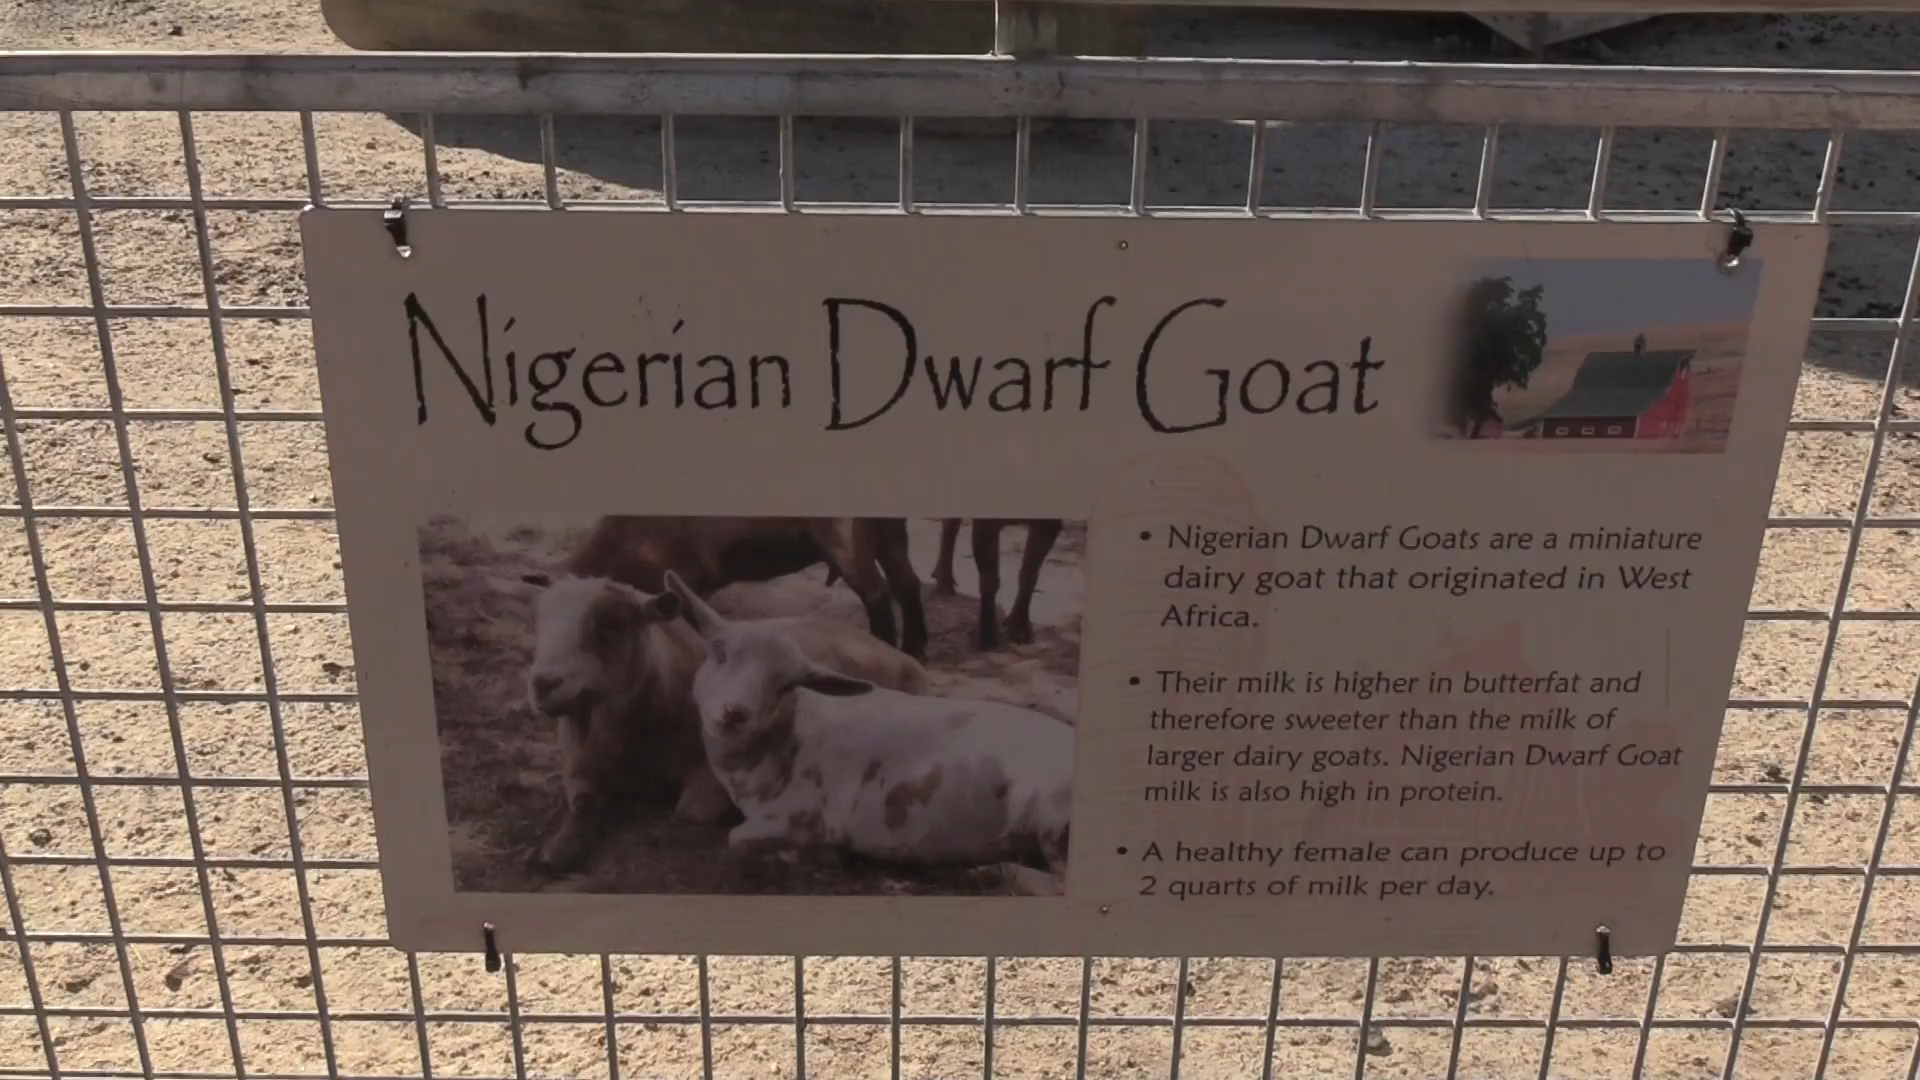 Nigerian Dwarf Goat
• Nigerian Dwarf Goats are a miniature
dairy goat that originated in West
Africa.
• Their milk is higher in butterfat and
therefore sweeter than the milk of
larger dairy goats. Nigerian Dwarf Goat
milk is also high in protein.
• A healthy female can produce up to
2 quarts of milk per day.